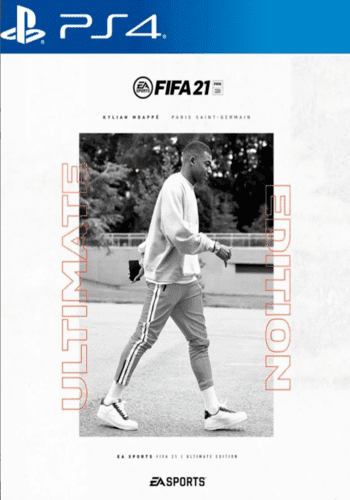 PS4
EA SPORTS FIFA 21
KYLIAN MBAPPÉ PARIS SAINT-GERMAIN
ULTIMATE
EDITION
EA SPORTS FIFA 21 | ULTIMATE EDITION
EA SPORTS